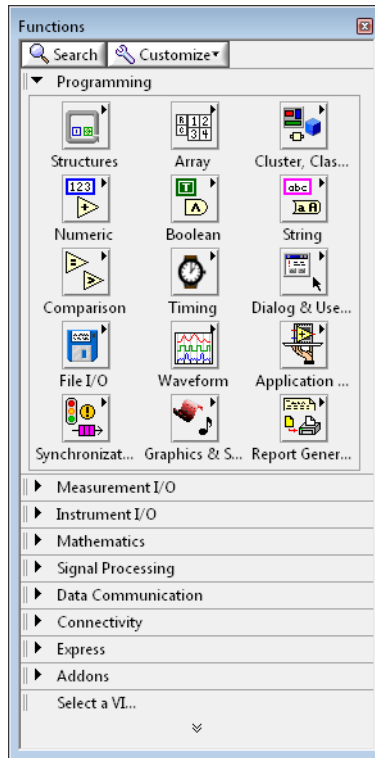 Functions
Search Customize
Programming
Structures Array Cluster, Clas...
123 abc
Numeric Boolean String
Comparison Timing Dialog & Use...
File I/O Waveform Application ...
Synchronizat... Graphics & S... Report Gener...
Measurement I/O
Instrument I/O
Mathematics
Signal Processing
Data Communication
Connectivity
Express
Addons
Select a VI...